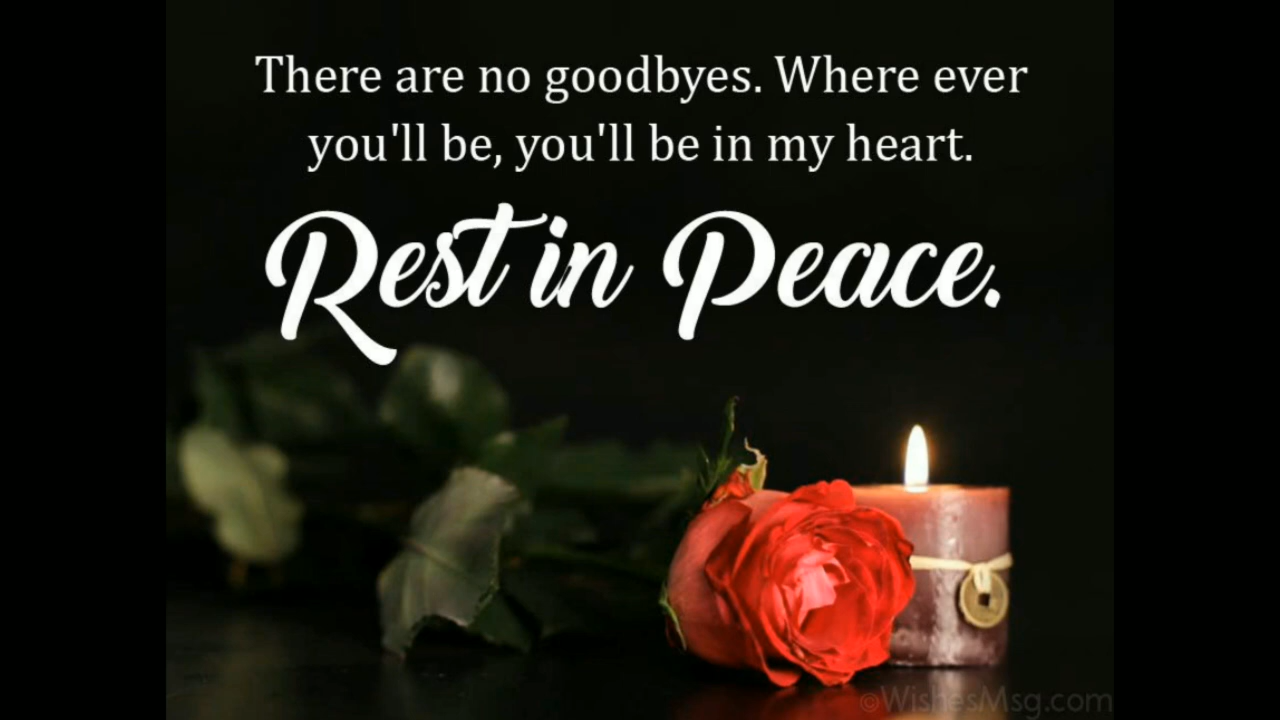 There are no goodbyes. Where ever
you'll be, you'll be in my heart.
Rest in Peace.
©WishesMsg.com